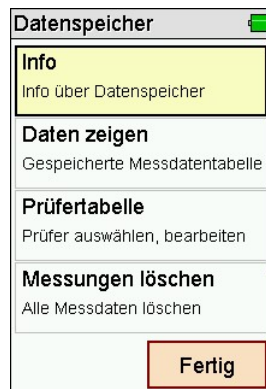 Datenspeicher
Info
Info über Datenspeicher
Daten zeigen
Gespeicherte Messdatentabelle
Prüfertabelle
Prüfer auswählen, bearbeiten
Messungen löschen
Alle Messdaten löschen
Fertig